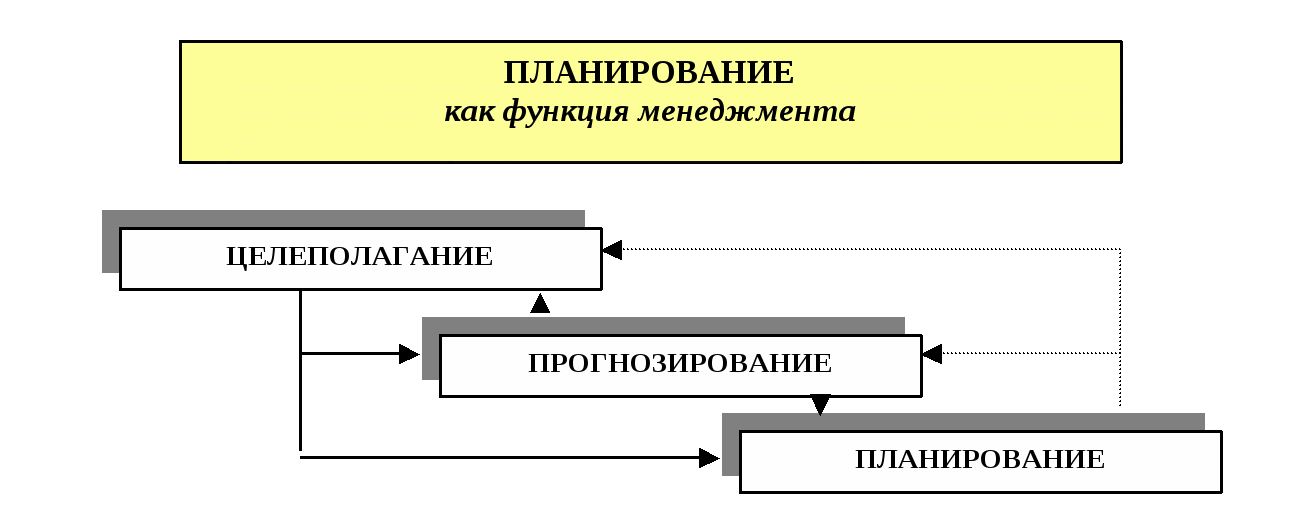 ПЛАНИРОВАНИЕ
как функция менеджмента
ЦЕЛЕПОЛАГАНИЕ
ПРОГНОЗИРОВАНИЕ
ПЛАНИРОВАНИЕ